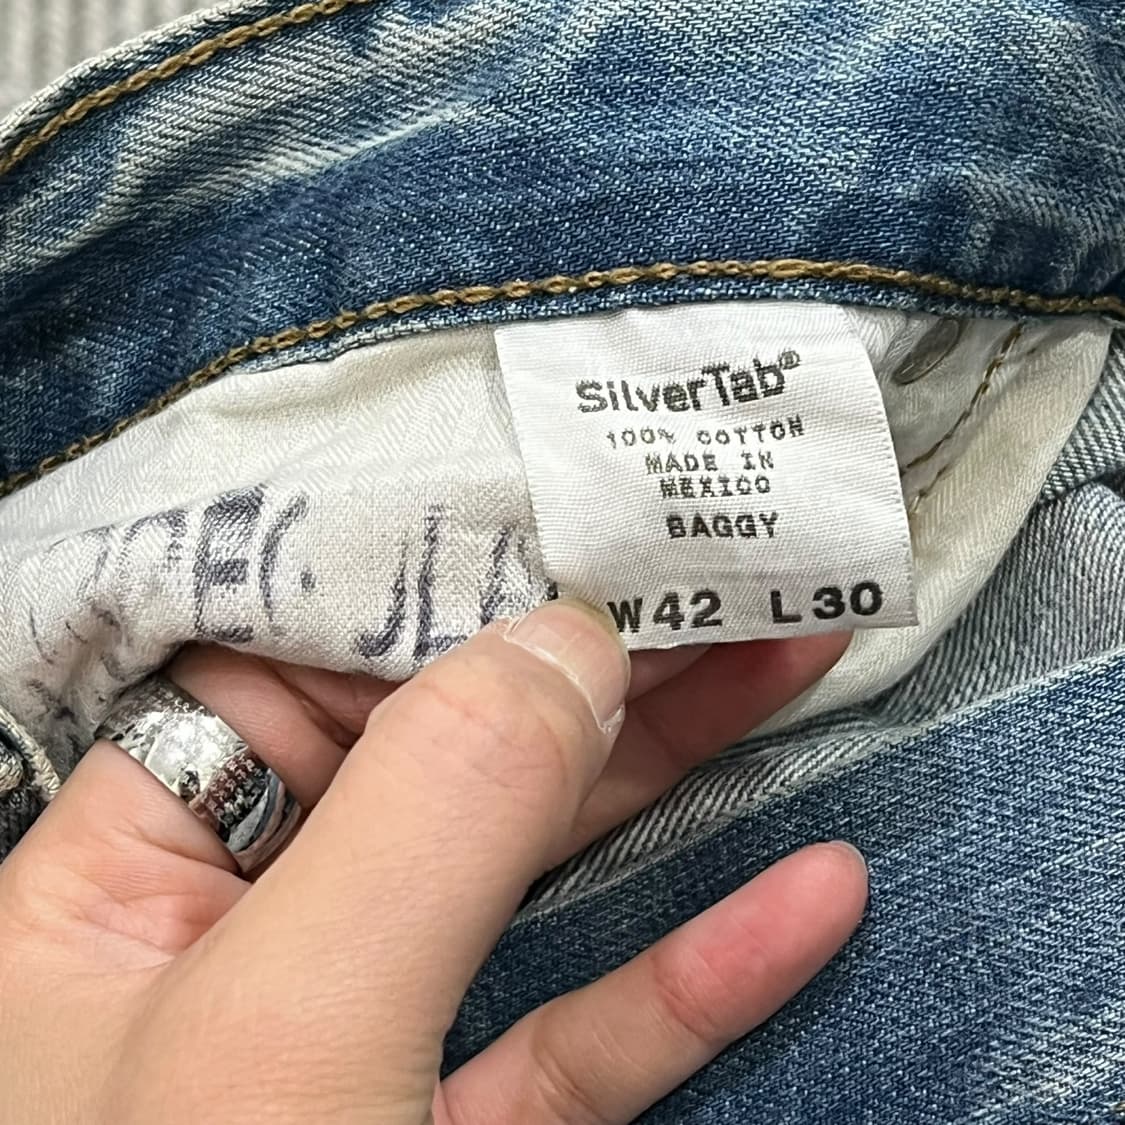 SilverTab®
100% COTTON
MADE IN
MEXICO
BAGGY
W42 L30